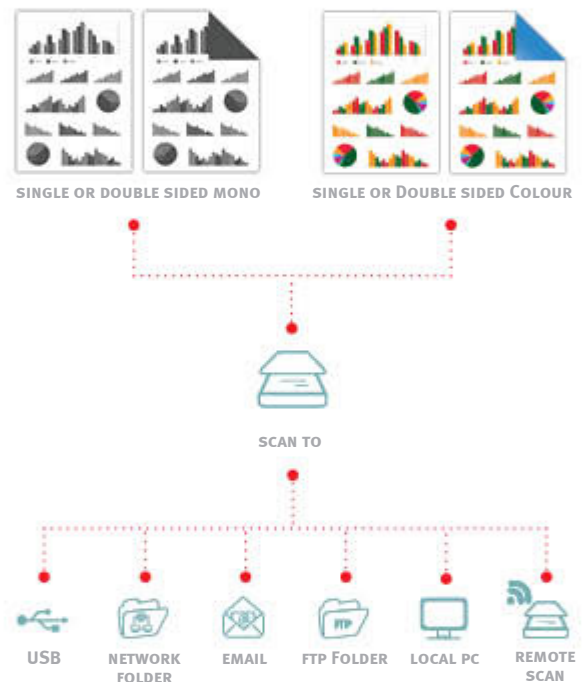 SINGLE OR DOUBLE SIDED MONO
SINGLE OR DOUBLE SIDED COLOUR
SCAN TO
FTP
USB
NETWORK
FOLDER
EMAIL
FTP FOLDER
LOCAL PC
REMOTE
SCAN